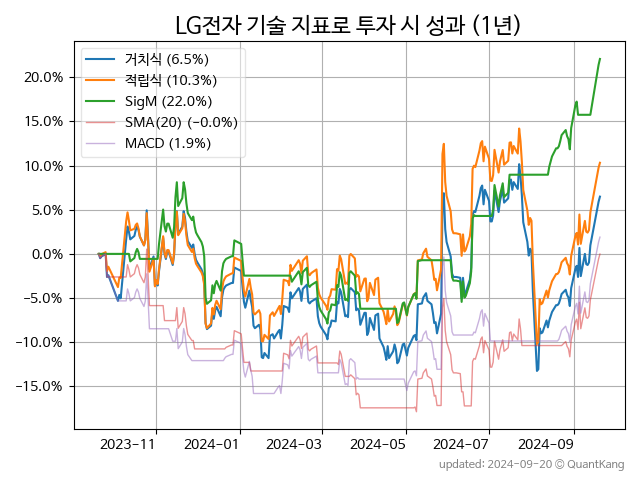 LG전자 기술 지표로 투자 시 성과 (1년)
거치식 (6.5%)
적립식 (10.3%)
SigM (22.0%)
SMA(20) (−0.0%)
MACD (1.9%)
20.0%
15.0%
10.0%
5.0%
0.0%
−5.0%
−10.0%
−15.0%
2023-11 2024-01 2024-03 2024-05 2024-07 2024-09
updated: 2024-09-20 ⓒ QuantKang